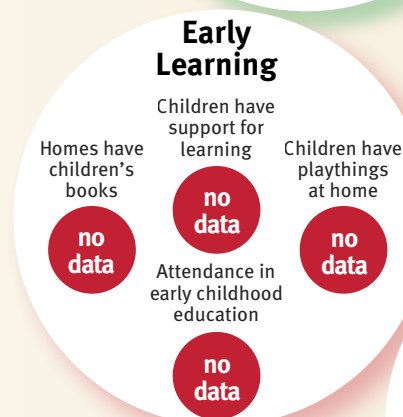 Early
Learning
Children have
support for
learning
no
data
Homes have
children's
books
no
data
Children have
playthings
at home
no
data
Attendance in
early childhood
education
no
data